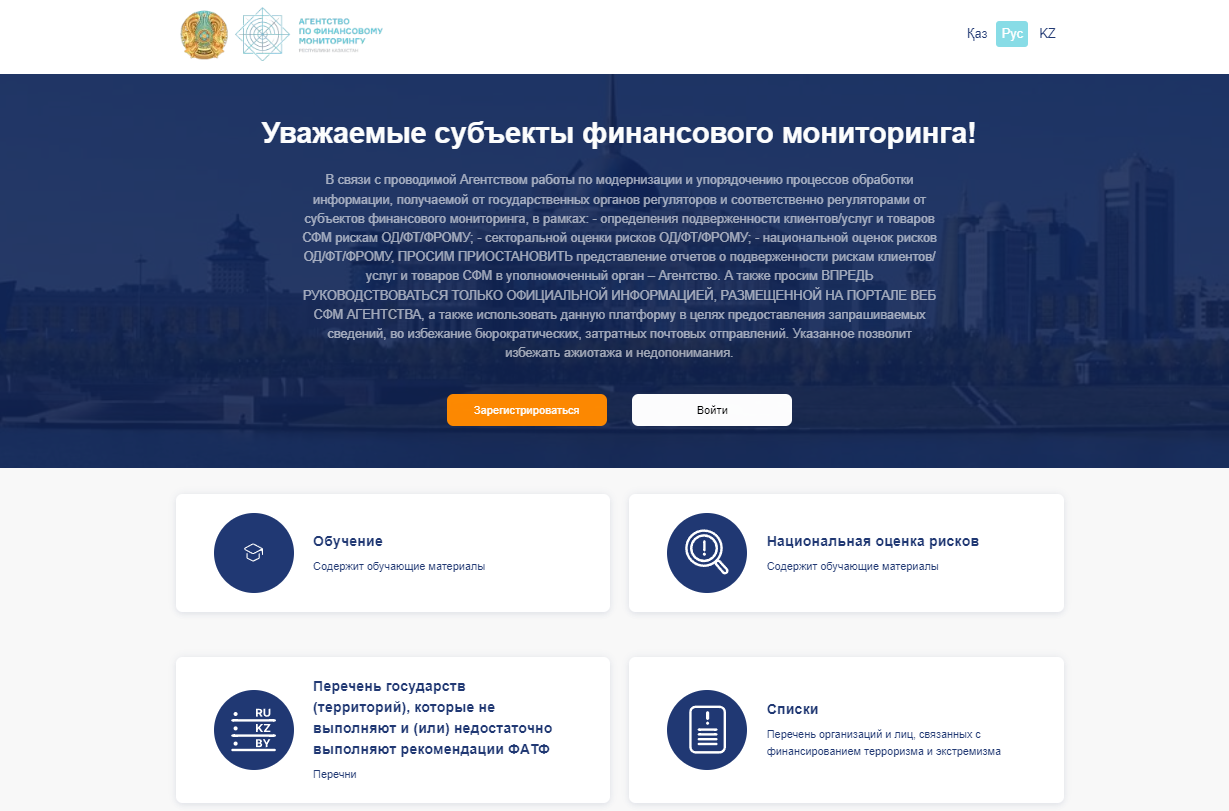 АГЕНТСТВО
ПО ФИНАНСОВОМУ
МОНИТОРИНГУ
РЕСПУБЛИКИ КАЗАХСТАН
Қаз Рус KZ
Уважаемые субъекты финансового мониторинга!
В связи с проводимой Агентством работы по модернизации и упорядочению процессов обработки
информации, получаемой от государственных органов регуляторов и соответственно регуляторами от
субъектов финансового мониторинга, в рамках: - определения подверженности клиентов/услуг и товаров
СФМ рискам ОД/ФТ/ФРОМУ; - секторальной оценки рисков ОД/ФТ/ФРОМУ; - национальной оценок рисков
ОД/ФТ/ФРОМУ, ПРОСИМ ПРИОСТАНОВИТЬ представление отчетов о подверженности рискам клиентов/
услуг и товаров СФМ в уполномоченный орган – Агентство. А также просим ВПРЕДЬ
РУКОВОДСТВОВАТЬСЯ ТОЛЬКО ОФИЦИАЛЬНОЙ ИНФОРМАЦИЕЙ, РАЗМЕЩЕННОЙ НА ПОРТАЛЕ ВЕБ
СФМ АГЕНТСТВА, а также использовать данную платформу в целях предоставления запрашиваемых
сведений, во избежание бюрократических, затратных почтовых отправлений. Указанное позволит
избежать ажиотажа и недопонимания.
Зарегистрироваться
Войти
Обучение
Содержит обучающие материалы
Национальная оценка рисков
Содержит обучающие материалы
RU
KZ
BY
Перечень государств
(территорий), которые не
выполняют и (или) недостаточно
выполняют рекомендации ФАТФ
Перечни
Списки
Перечень организаций и лиц, связанных с
финансированием терроризма и экстремизма